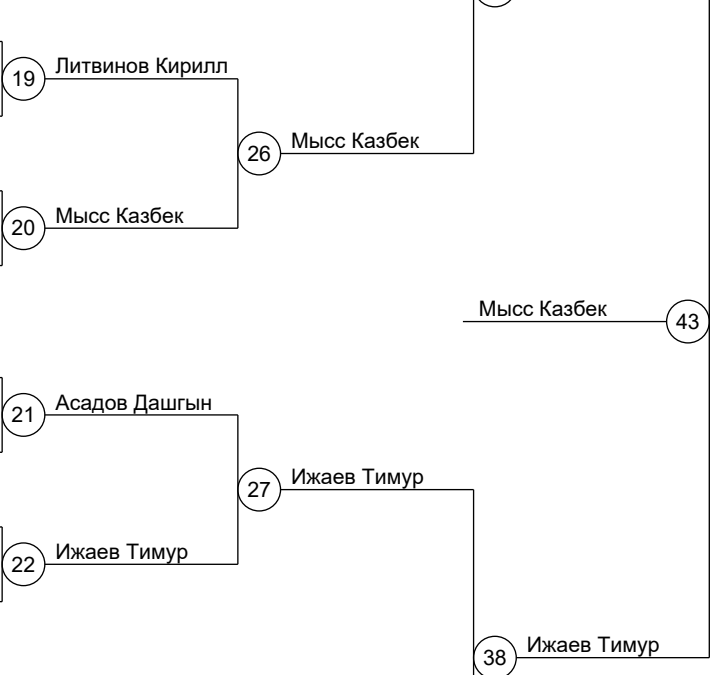 19 Литвинов Кирилл
26 Мысс Казбек
20 Мысс Казбек
Мысс Казбек 43
21 Асадов Дашгын
27 Ижаев Тимур
22 Ижаев Тимур
38 Ижаев Тимур